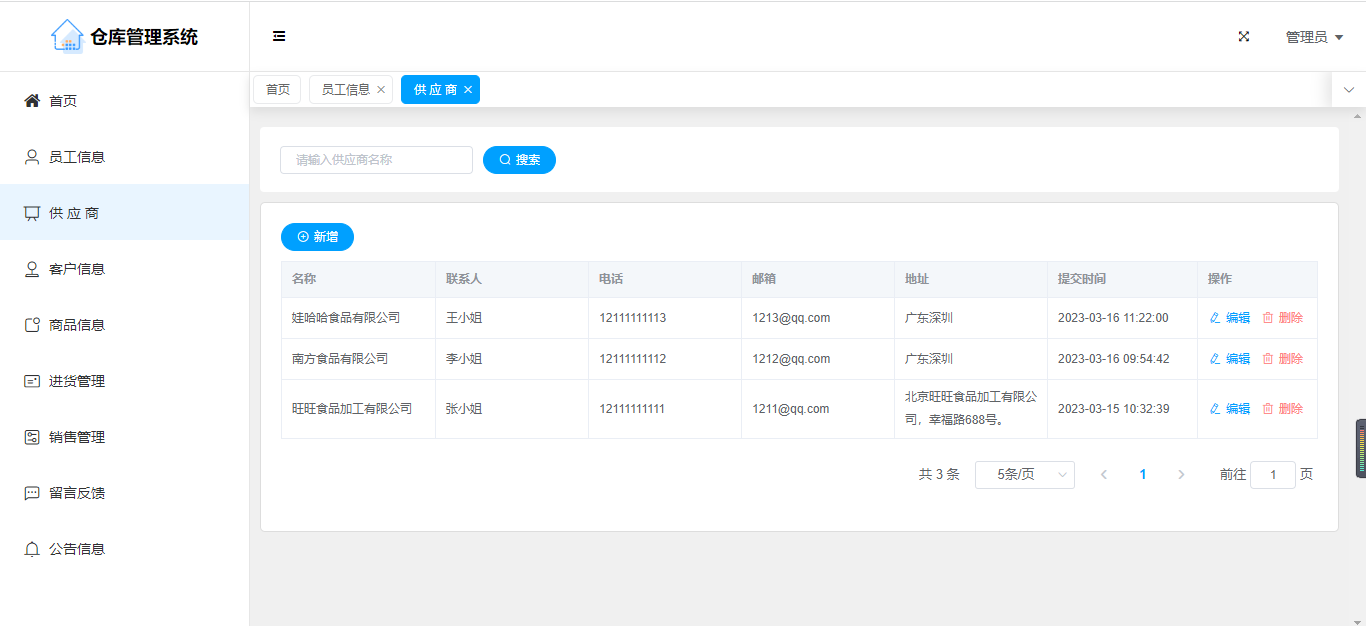 仓库管理系统
管理员
首页
员工信息
供 应 商
客户信息
商品信息
进货管理
销售管理
留言反馈
公告信息
首页 员工信息 供 应 商
请输入供应商名称 搜索
新增
名称 联系人 电话 邮箱 地址 提交时间 操作
娃哈哈食品有限公司 王小姐 12111111113 1213@qq.com 广东深圳 2023-03-16 11:22:00 编辑 删除
南方食品有限公司 李小姐 12111111112 1212@qq.com 广东深圳 2023-03-16 09:54:42 编辑 删除
旺旺食品加工有限公司 张小姐 12111111111 1211@qq.com 北京旺旺食品加工有限公
司，幸福路688号。 2023-03-15 10:32:39 编辑 删除
共 3 条 5条/页 1 前往 1 页